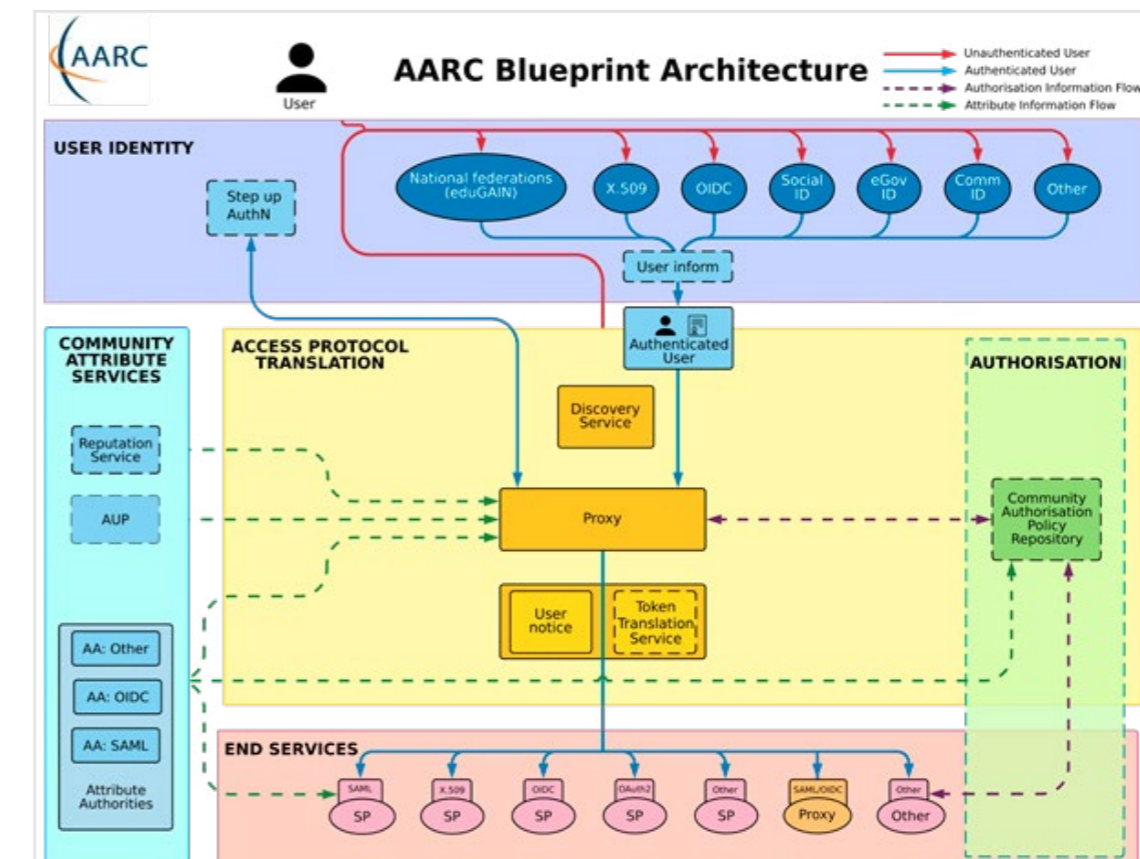 AARC
User
AARC Blueprint Architecture
Unauthenticated User
Authenticated User
Authorisation Information Flow
Attribute Information Flow
USER IDENTITY
Step up
AuthN
National federations
(eduGAIN)
X.509
OIDC
Social
ID
eGov
ID
Comm
ID
Other
User inform
Authenticated
User
COMMUNITY
ATTRIBUTE
SERVICES
Reputation
Service
AUP
AA: Other
AA: OIDC
AA: SAML
Attribute
Authorities
ACCESS PROTOCOL
TRANSLATION
Discovery
Service
Proxy
User
notice
Token
Translation
Service
AUTHORISATION
Community
Authorisation
Policy
Repository
END SERVICES
SAML
SP
X.509
SP
OIDC
SP
OAuth2
SP
Other
SP
SAML/OIDC
Proxy
Other
Other